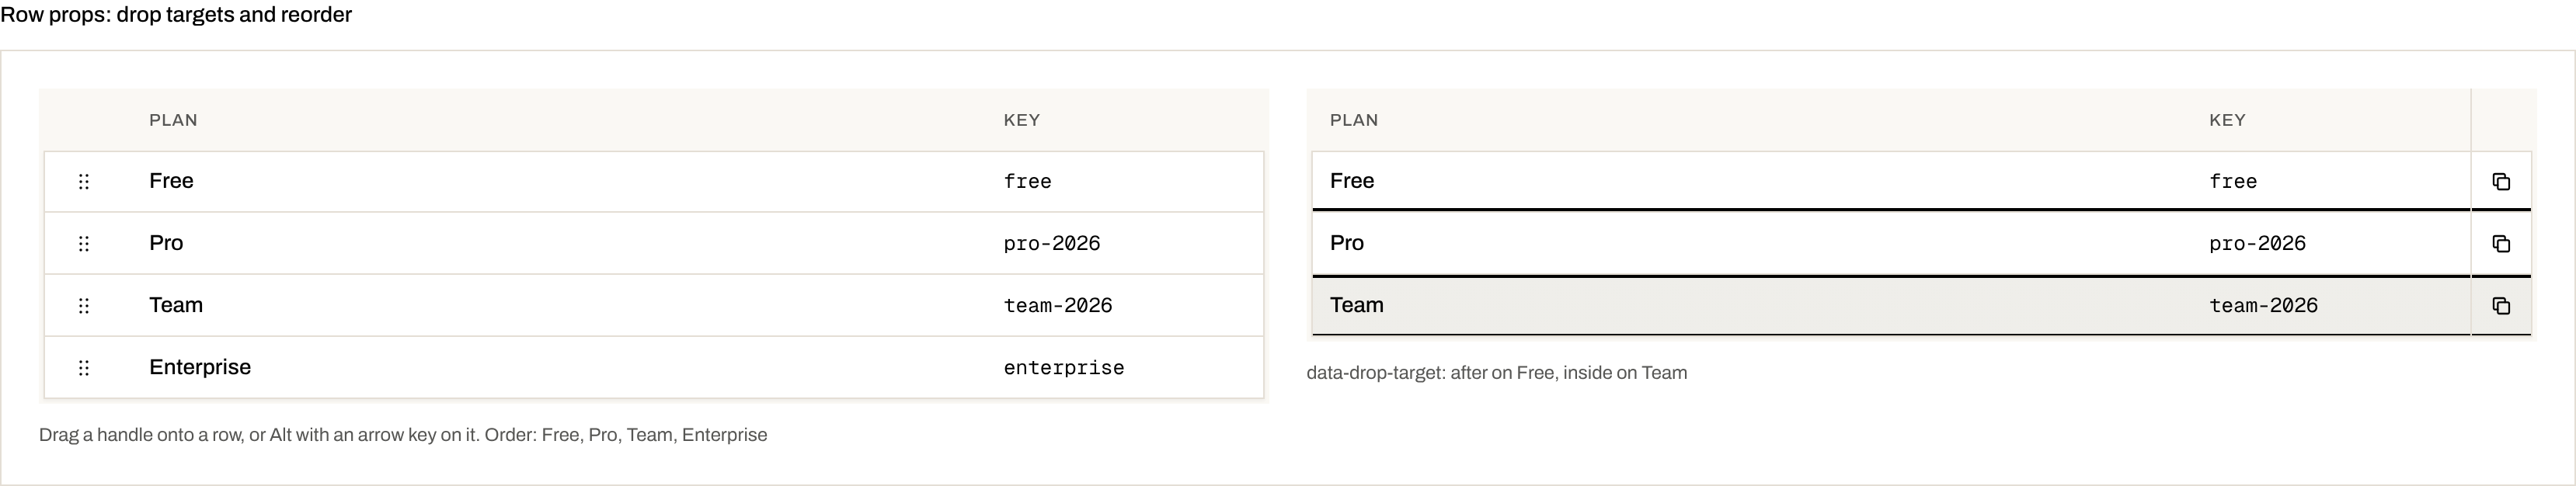 Row props: drop targets and reorder
PLAN KEY
Free free
Pro pro-2026
Team team-2026
Enterprise enterprise
Drag a handle onto a row, or Alt with an arrow key on it. Order: Free, Pro, Team, Enterprise
PLAN KEY
Free free
Pro pro-2026
Team team-2026
data-drop-target: after on Free, inside on Team